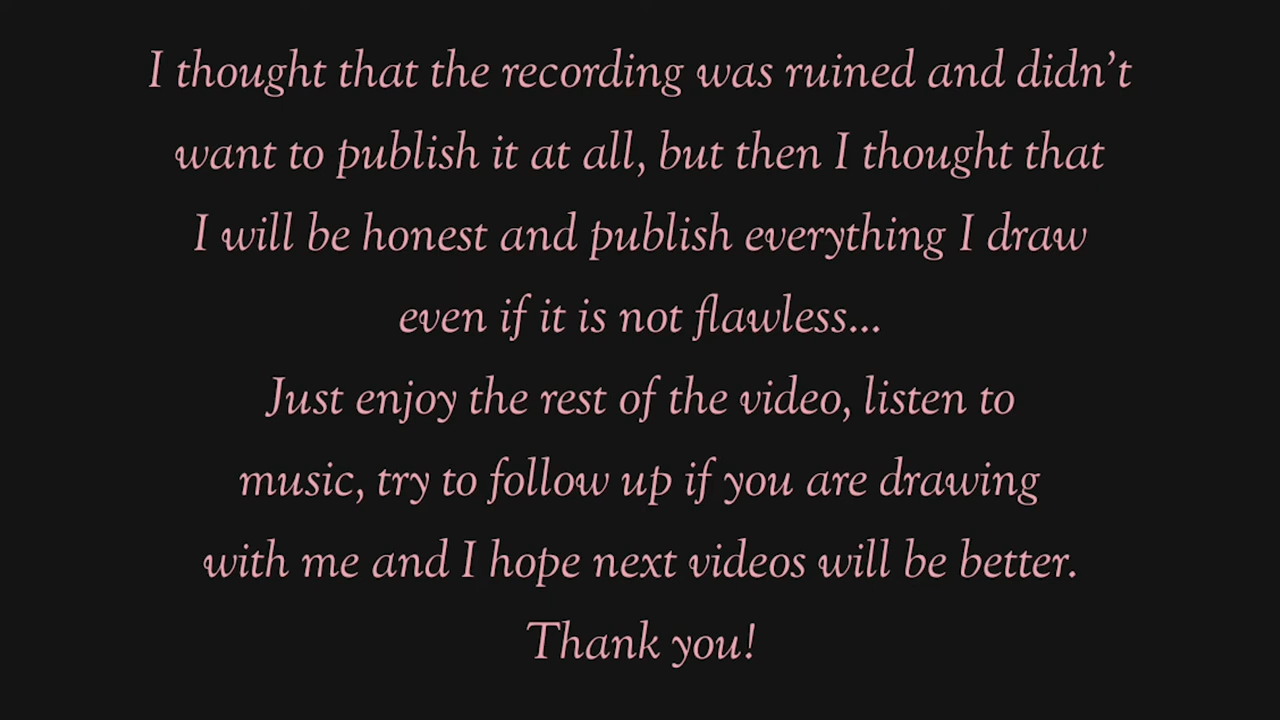 I thought that the recording was ruined and didn’t
want to publish it at all, but then I thought that
I will be honest and publish everything I draw
even if it is not flawless...
Just enjoy the rest of the video, listen to
music, try to follow up if you are drawing
with me and I hope next videos will be better.
Thank you!